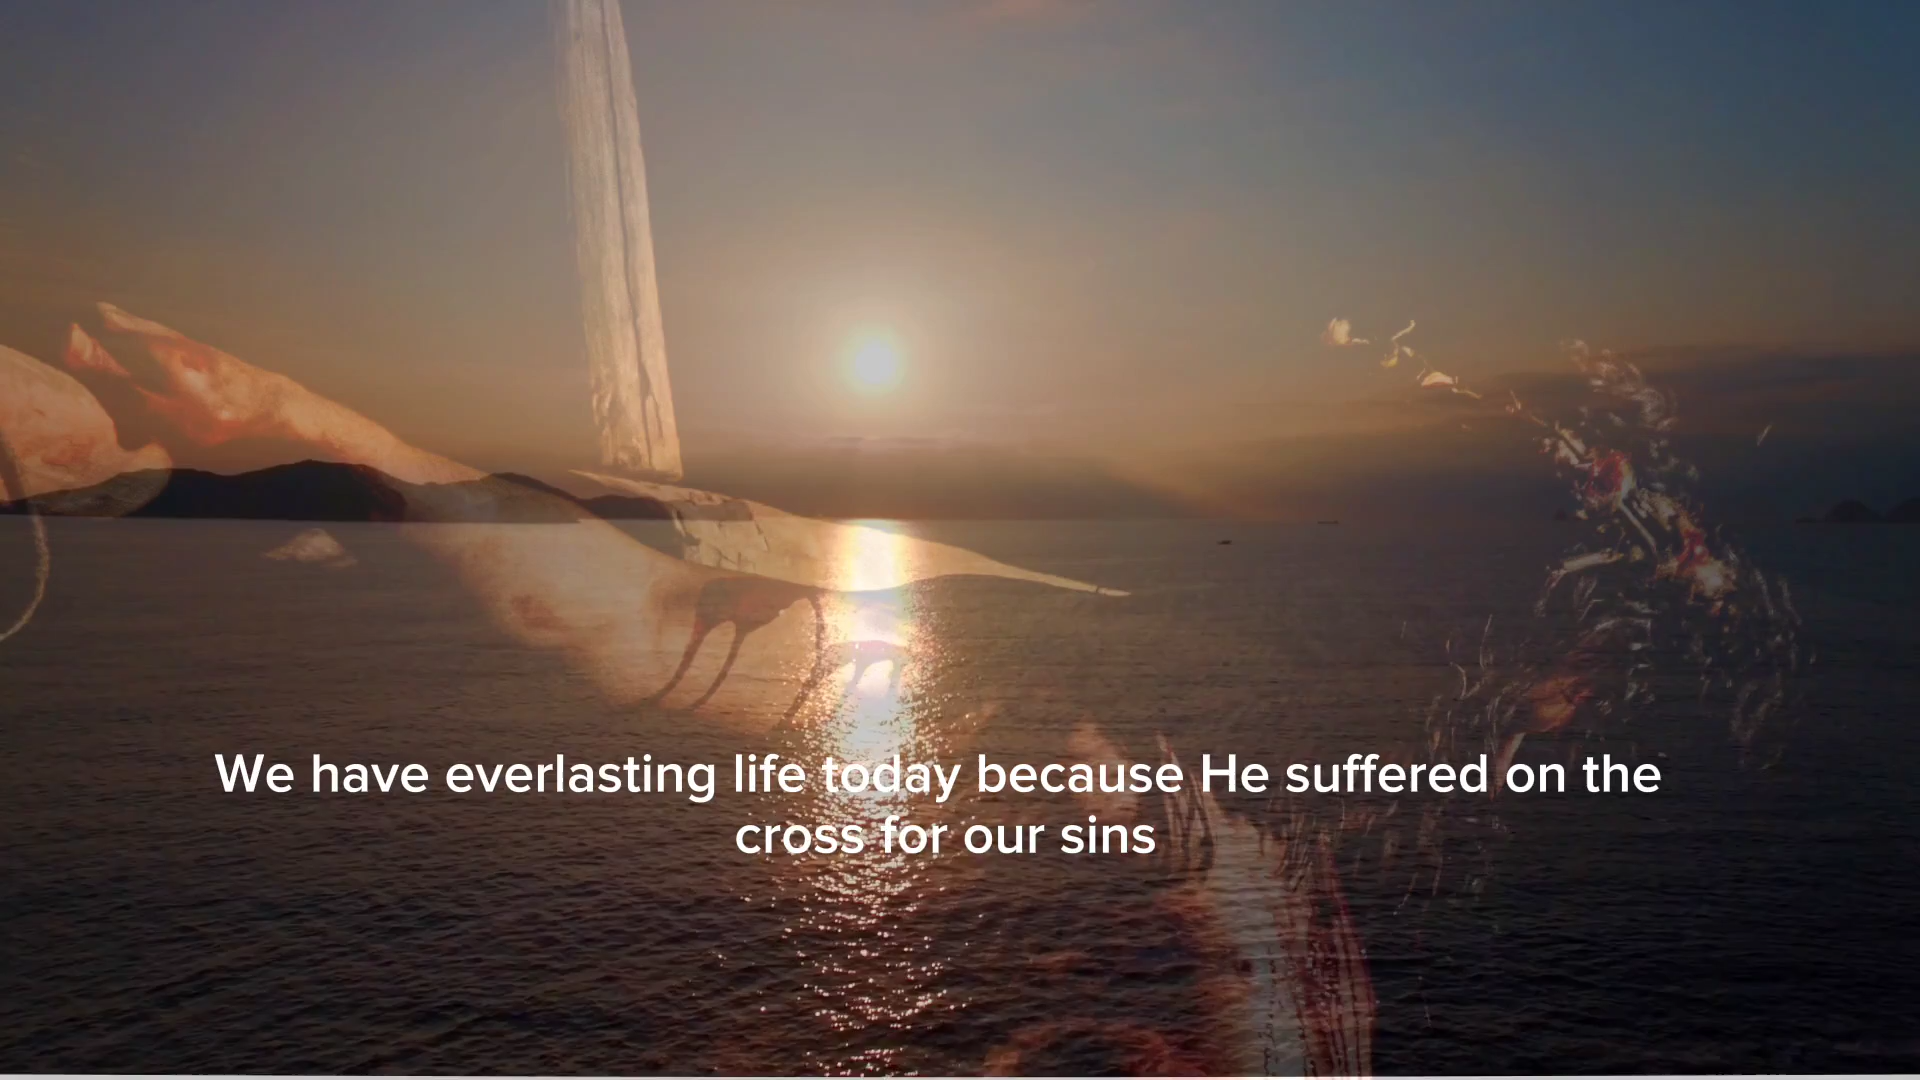 We have everlasting life today because He suffered on the
cross for our sins